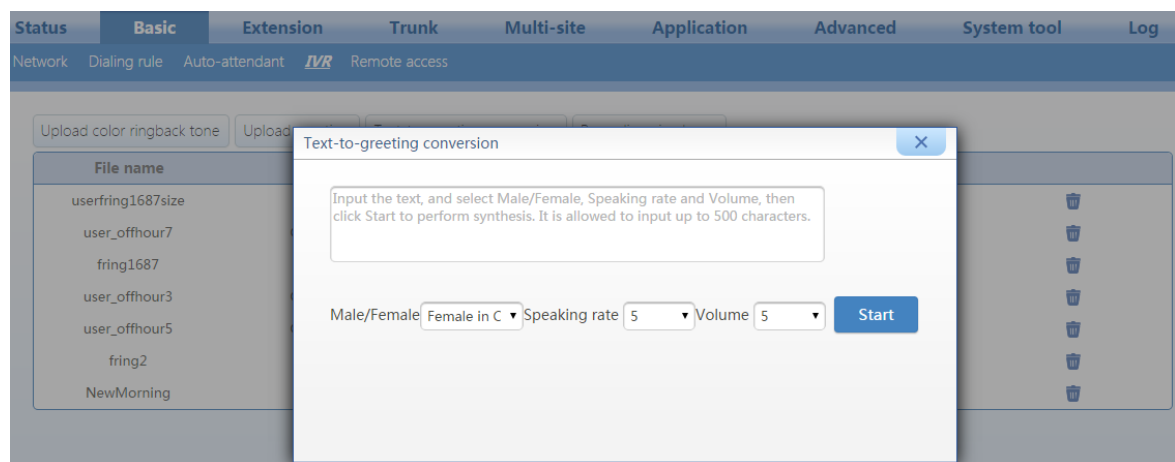 Status Basic Extension Trunk Multi-site Application Advanced System tool Log
Network Dialing rule Auto-attendant IVR Remote access
Upload color ringback tone Upload
Text-to-greeting conversion
File name
Input the text, and select Male/Female, Speaking rate and Volume, then
click Start to perform synthesis. It is allowed to input up to 500 characters.
userfring1687size
user_offhour7
fring1687
user_offhour3
Male/Female Female in C Speaking rate 5 Volume 5 Start
user_offhour5
fring2
NewMorning